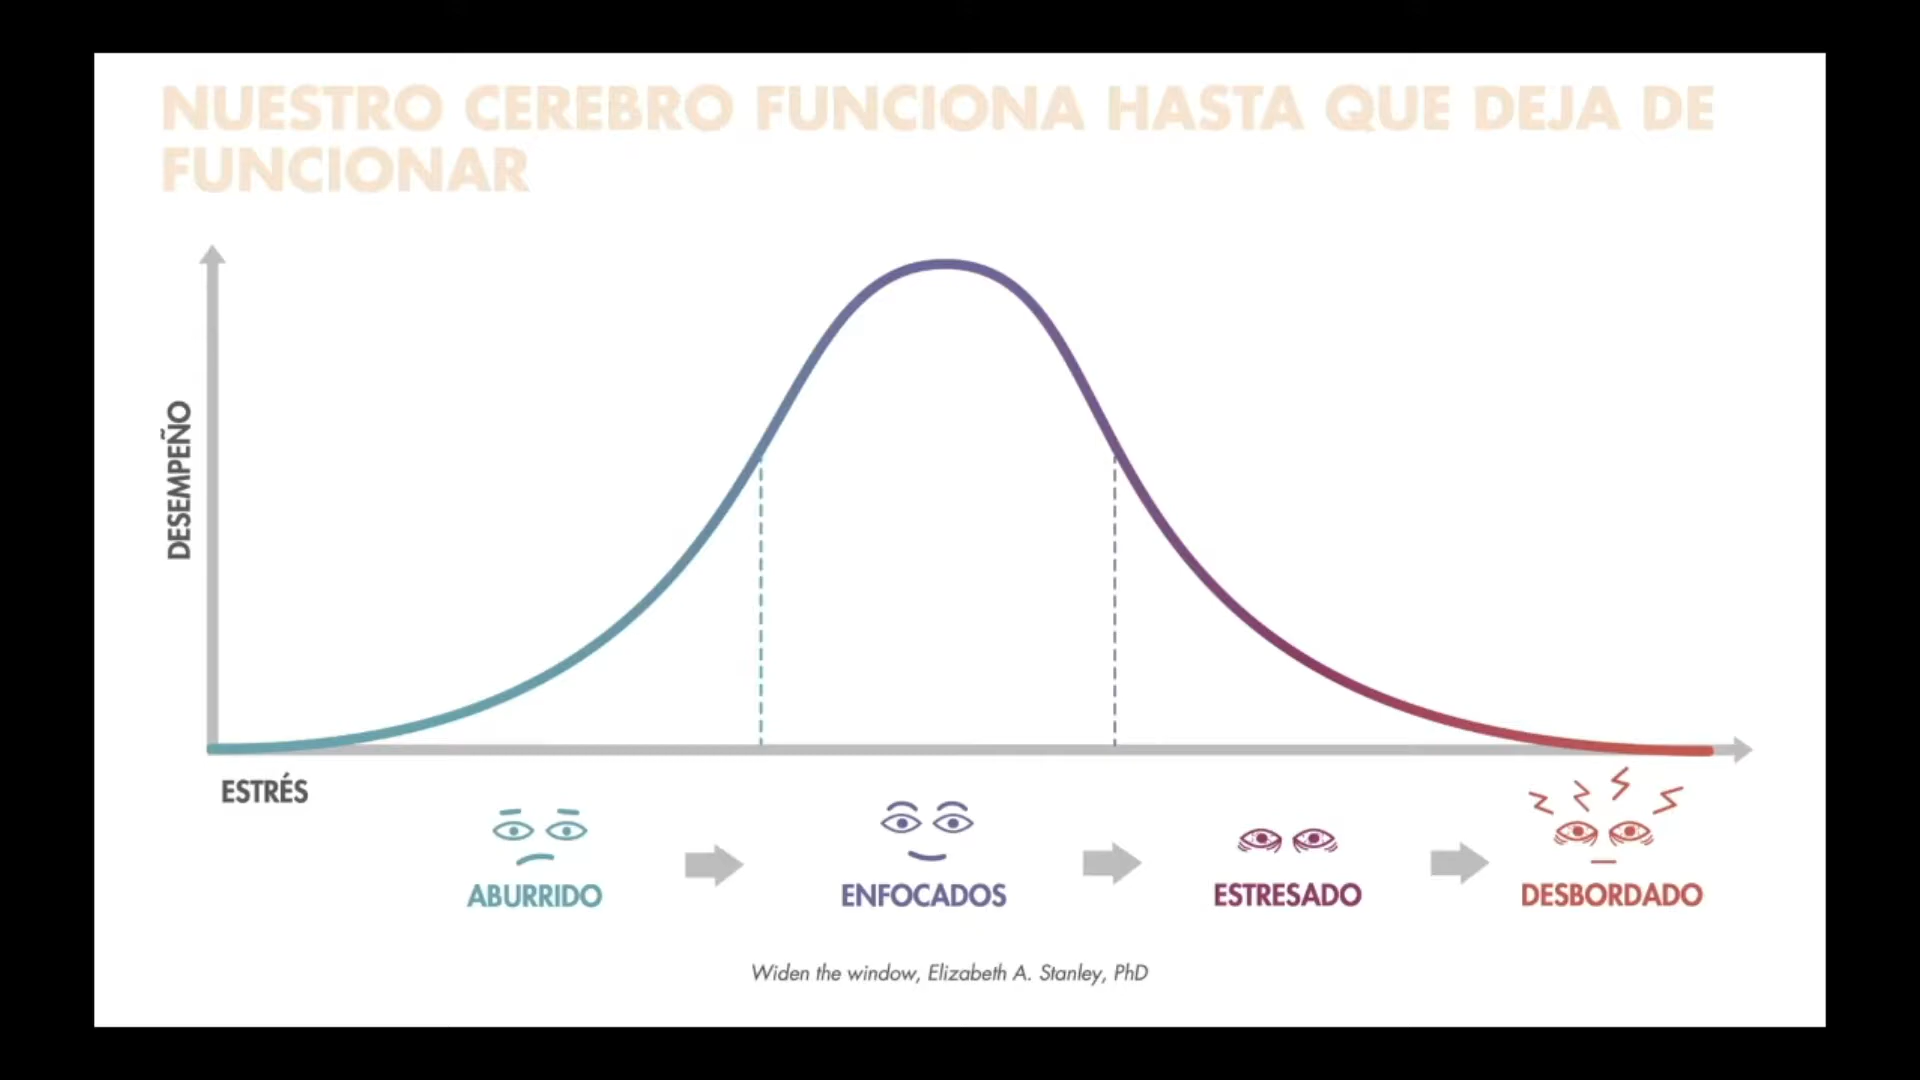 NUESTRO CEREBRO FUNCIONA HASTA QUE DEJA DE
FUNCIONAR
DESEMPEÑO
ESTRÉS
ABURRIDO
ENFOCADOS
ESTRESADO
DESBORDADO
Widen the window, Elizabeth A. Stanley, PhD